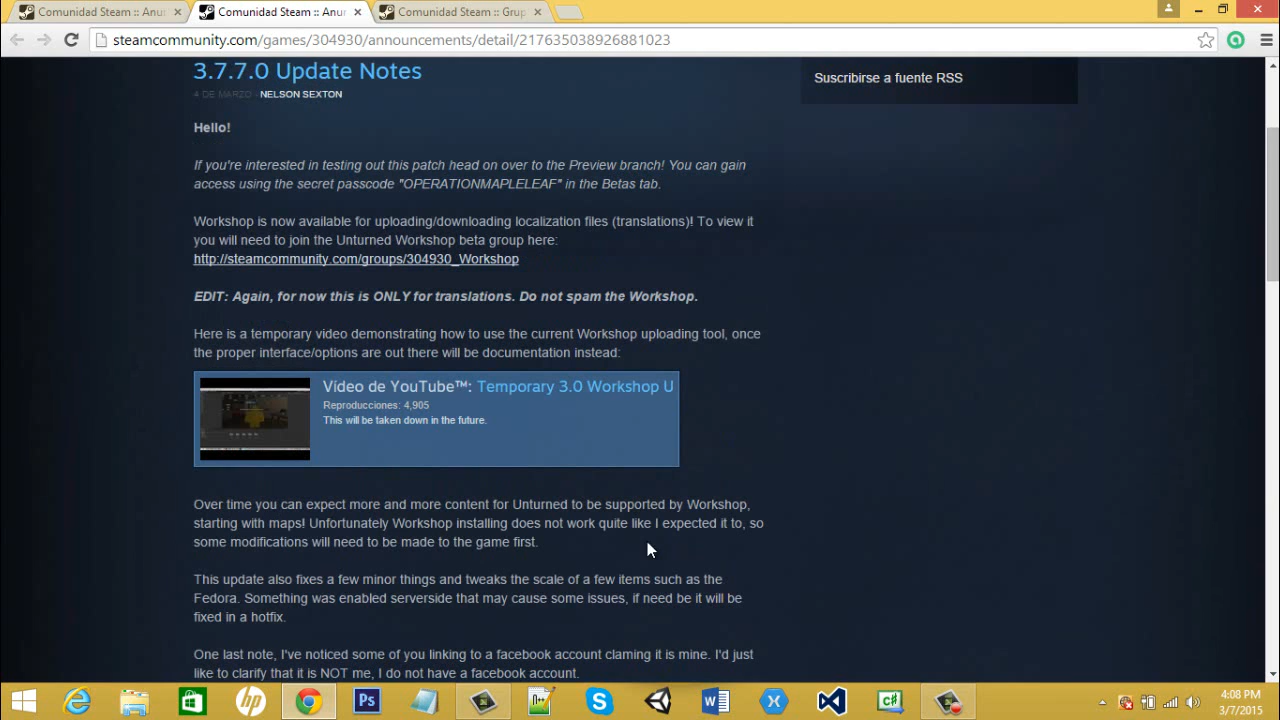 Comunidad Steam :: Anu
Comunidad Steam :: Anu
Comunidad Steam :: Gru
steamcommunity.com/games/304930/announcements/detail/217635038926881023
3.7.7.0 Update Notes
4 DE MARZO - NELSON SEXTON
Suscribirse a fuente RSS
Hello!
If you're interested in testing out this patch head on over to the Preview branch! You can gain
access using the secret passcode "OPERATIONMAPLELEAF" in the Betas tab.
Workshop is now available for uploading/downloading localization files (translations)! To view it
you will need to join the Unturned Workshop beta group here:
http://steamcommunity.com/groups/304930_Workshop
EDIT: Again, for now this is ONLY for translations. Do not spam the Workshop.
Here is a temporary video demonstrating how to use the current Workshop uploading tool, once
the proper interface/options are out there will be documentation instead:
Vídeo de YouTube™: Temporary 3.0 Workshop U
Reproducciones: 4,905
This will be taken down in the future.
Over time you can expect more and more content for Unturned to be supported by Workshop,
starting with maps! Unfortunately Workshop installing does not work quite like I expected it to, so
some modifications will need to be made to the game first.
This update also fixes a few minor things and tweaks the scale of a few items such as the
Fedora. Something was enabled serverside that may cause some issues, if need be it will be
fixed in a hotfix.
One last note, I've noticed some of you linking to a facebook account claming it is mine. I'd just
like to clarify that it is NOT me, I do not have a facebook account.
hp
Ps
4:08 PM
3/7/2015